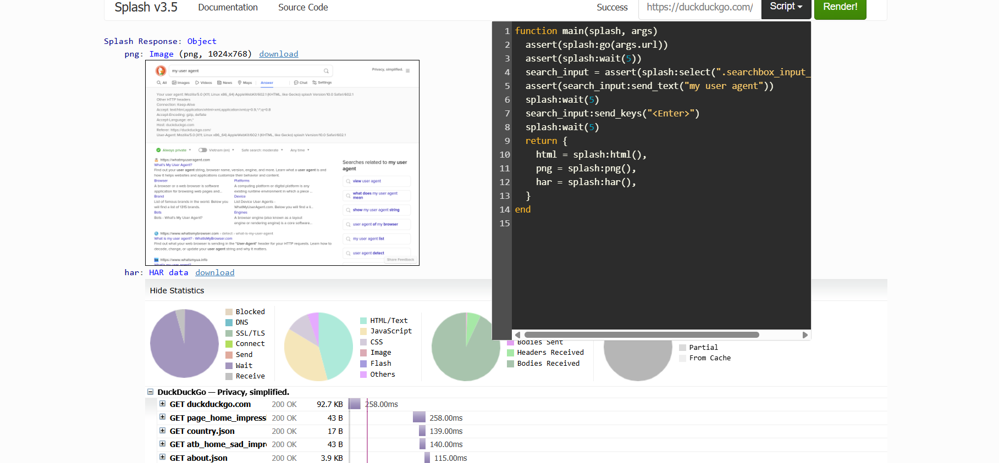 Splash v3.5 Documentation Source Code Success https://duckduckgo.com/ Script Render!
Splash Response: Object
png: Image (png, 1024x768) download
my user agent
Privacy, simplified.
All Images Videos News Maps Answer Chat Settings
Your user agent: Mozilla/5.0 (X11; Linux x86_64) AppleWebKit/602.1 (KHTML, like Gecko) splash Version/10.0 Safari/602.1
Other HTTP headers
Connection: Keep-Alive
Accept: text/html,application/xhtml+xml,application/xml;q=0.9,*/*;q=0.8
Accept-Encoding: gzip, deflate
Accept-Language: en,*
Host: duckduckgo.com
Referer: https://duckduckgo.com/
User-Agent: Mozilla/5.0 (X11; Linux x86_64) AppleWebKit/602.1 (KHTML, like Gecko) splash Version/10.0 Safari/602.1
Always private Vietnam (en) Safe search: moderate Any time
https://whatmyuseragent.com
What's My User Agent?
Find out your user agent string, browser name, version, engine, and more. Learn what a user agent is and
how it helps websites and applications customize their behavior and content.
Browser
A browser or a web browser is software
application for browsing web pages and...
Platforms
A computing platform or digital platform is any
existing runtime environment in which a piece ...
Brand
List of famous brands in the world. Below you
will find a list of 1315 brands.
Device
List Device User Agents -
WhatMyUserAgent.com. Below you will find a li...
Bots
Bots - What's My User Agent?
Engines
A browser engine (also known as a layout
engine or rendering engine) is a core software...
https://www.whatismybrowser.com › detect › what-is-my-user-agent
What is my user agent? - WhatIsMyBrowser.com
Find out what your web browser is sending in the "User-Agent" header for your HTTP requests. Learn how to
decode, change, or update your user agent string and why it matters.
https://www.whatsmyua.info
What's my user agent?
Searches related to my user
agent
view user agent
what does my user agent
mean
show my user agent string
user agent of my browser
my user agent list
user agent detect
Share Feedback
1 function main(splash, args)
2 assert(splash:go(args.url))
3 assert(splash:wait(5))
4 search_input = assert(splash:select(".searchbox_input_
5 assert(search_input:send_text("my user agent"))
6 splash:wait(5)
7 search_input:send_keys("<Enter>")
8 splash:wait(5)
9 return {
10 html = splash:html(),
11 png = splash:png(),
12 har = splash:har(),
13 }
14 end
15
har: HAR data download
Hide Statistics
Blocked
DNS
SSL/TLS
Connect
Send
Wait
Receive
HTML/Text
JavaScript
CSS
Image
Flash
Others
Bodies Sent
Headers Received
Bodies Received
Partial
From Cache
DuckDuckGo — Privacy, simplified.
GET duckduckgo.com 200 OK 92.7 KB 258.00ms
GET page_home_impress 200 OK 43 B 258.00ms
GET country.json 200 OK 17 B 139.00ms
GET atb_home_sad_impr 200 OK 43 B 140.00ms
GET about.json 200 OK 3.9 KB 115.00ms